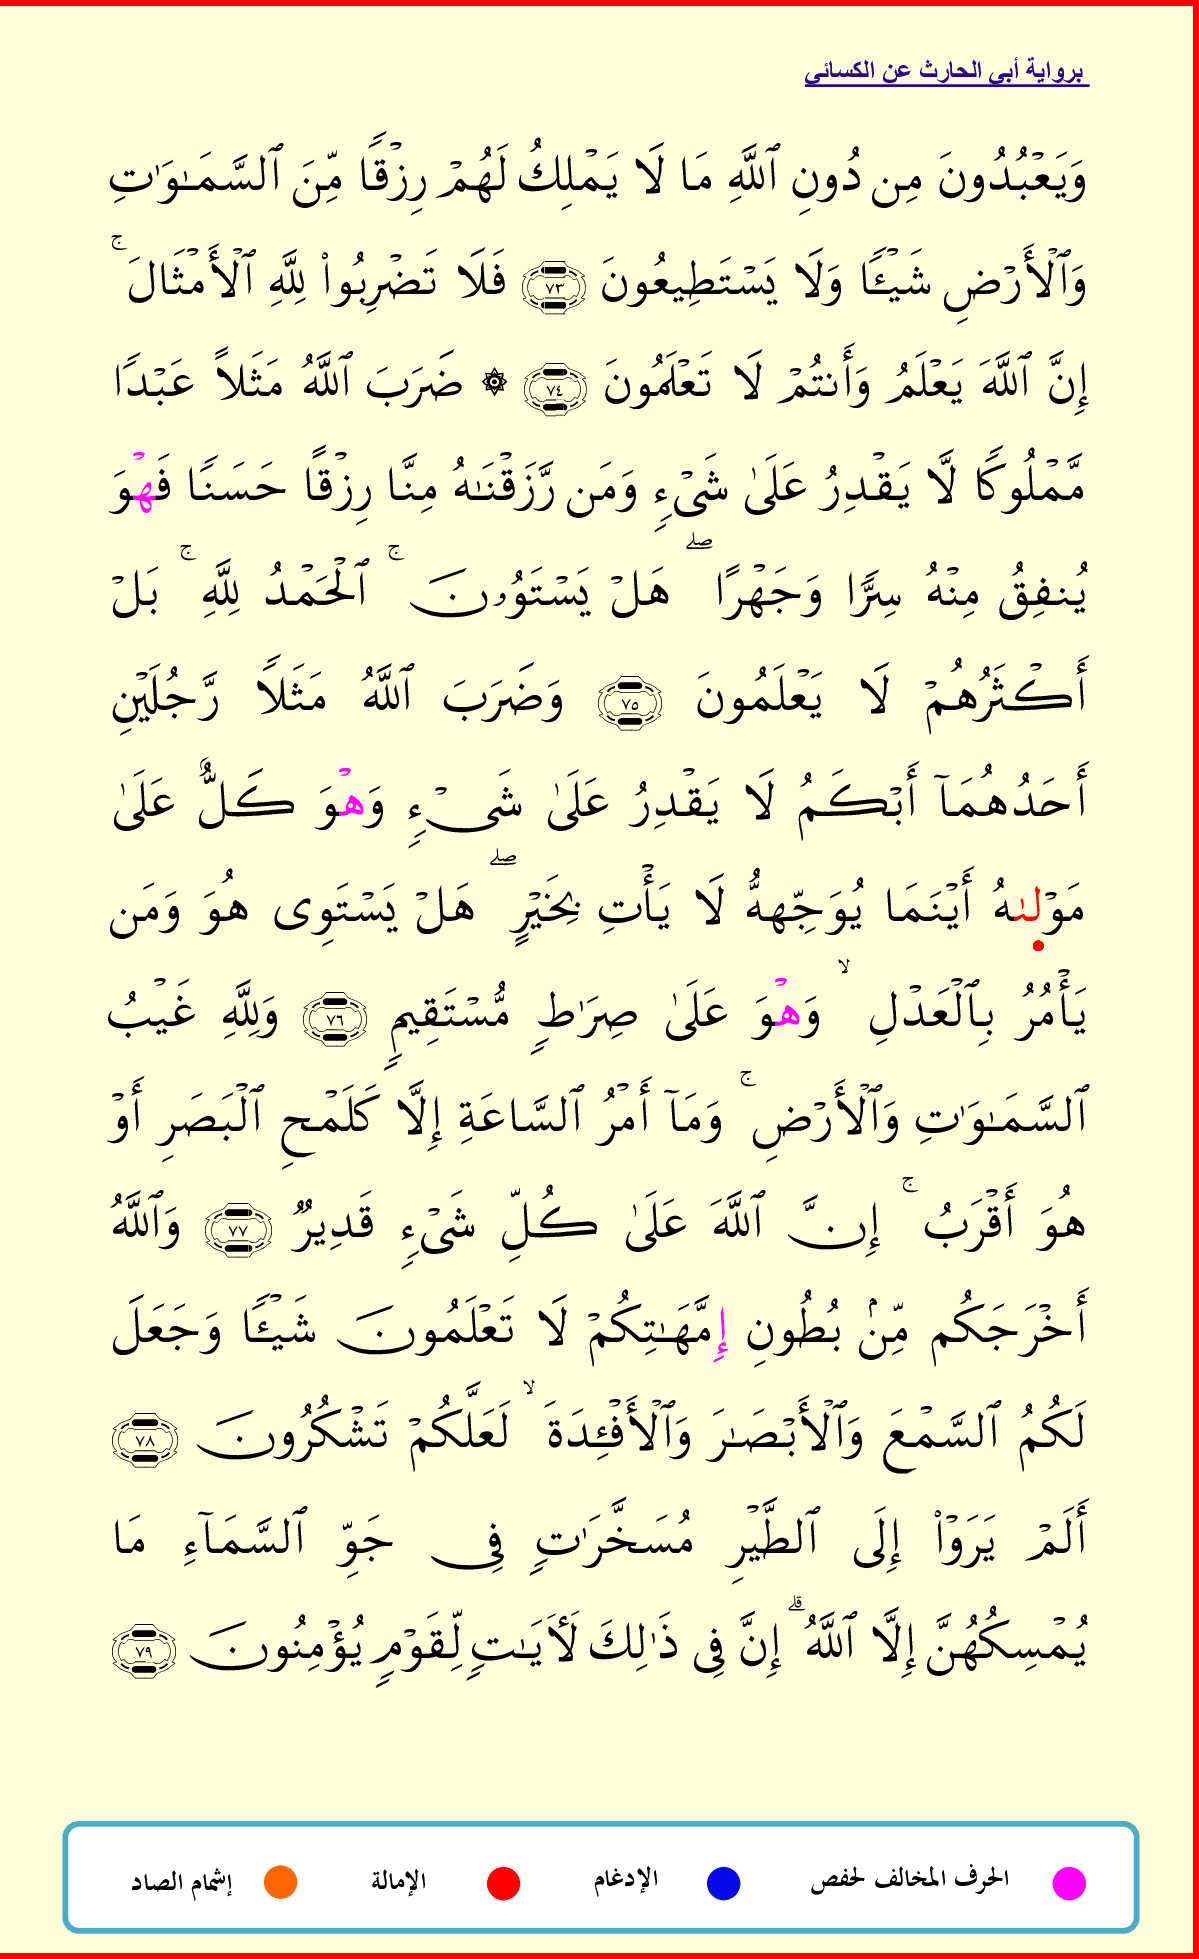 برواية أبي الحارث عن الكسائي
وَيَعْبُدُونَ مِن دُونِ ٱللَّهِ مَا لَا يَمْلِكُ لَهُمْ رِزْقًا مِّنَ ٱلسَّمَـٰوَٰتِ
وَٱلْأَرْضِ شَيْـًٔا وَلَا يَسْتَطِيعُونَ ٧٣ فَلَا تَضْرِبُوا۟ لِلَّهِ ٱلْأَمْثَالَ ۚ
إِنَّ ٱللَّهَ يَعْلَمُ وَأَنتُمْ لَا تَعْلَمُونَ ٧٤ ۞ ضَرَبَ ٱللَّهُ مَثَلًا عَبْدًا
مَّمْلُوكًا لَّا يَقْدِرُ عَلَىٰ شَىْءٍ وَمَن رَّزَقْنَـٰهُ مِنَّا رِزْقًا حَسَنًا فَهْوَ
يُنفِقُ مِنْهُ سِرًّا وَجَهْرًا ۖ هَلْ يَسْتَوُۥنَ ۚ ٱلْحَمْدُ لِلَّهِ ۚ بَلْ
أَكْثَرُهُمْ لَا يَعْلَمُونَ ٧٥ وَضَرَبَ ٱللَّهُ مَثَلًا رَّجُلَيْنِ
أَحَدُهُمَآ أَبْكَمُ لَا يَقْدِرُ عَلَىٰ شَىْءٍ وَهْوَ كَلٌّ عَلَىٰ
مَوْلَىٰهُ أَيْنَمَا يُوَجِّههُّ لَا يَأْتِ بِخَيْرٍ ۖ هَلْ يَسْتَوِى هُوَ وَمَن
يَأْمُرُ بِٱلْعَدْلِ ۙ وَهْوَ عَلَىٰ صِرَٰطٍ مُّسْتَقِيمٍ ٧٦ وَلِلَّهِ غَيْبُ
ٱلسَّمَـٰوَٰتِ وَٱلْأَرْضِ ۚ وَمَآ أَمْرُ ٱلسَّاعَةِ إِلَّا كَلَمْحِ ٱلْبَصَرِ أَوْ
هُوَ أَقْرَبُ ۚ إِنَّ ٱللَّهَ عَلَىٰ كُلِّ شَىْءٍ قَدِيرٌ ٧٧ وَٱللَّهُ
أَخْرَجَكُم مِّنۢ بُطُونِ إِمَّهَـٰتِكُمْ لَا تَعْلَمُونَ شَيْـًٔا وَجَعَلَ
لَكُمُ ٱلسَّمْعَ وَٱلْأَبْصَـٰرَ وَٱلْأَفْـِٔدَةَ ۙ لَعَلَّكُمْ تَشْكُرُونَ ٧٨
أَلَمْ يَرَوْا۟ إِلَى ٱلطَّيْرِ مُسَخَّرَٰتٍ فِى جَوِّ ٱلسَّمَآءِ مَا
يُمْسِكُهُنَّ إِلَّا ٱللَّهُ ۗ إِنَّ فِى ذَٰلِكَ لَـَٔايَـٰتٍ لِّقَوْمٍ يُؤْمِنُونَ ٧٩
الحرف المخالف لحفص الإدغام الإمالة إشمام الصاد